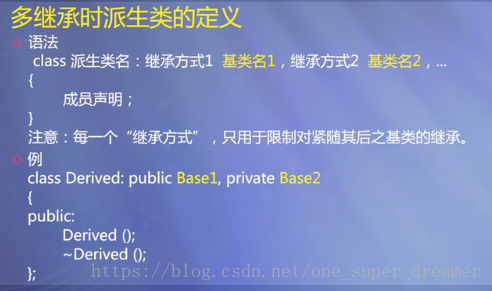 多继承时派生类的定义
语法
class 派生类名：继承方式1 基类名1，继承方式2 基类名2，...
{
成员声明；
}
注意：每一个“继承方式”，只用于限制对紧随其后之基类的继承。
例
class Derived: public Base1, private Base2
{
public:
Derived ();
~Derived ();
};
https://blog.csdn.net/one_super_dreamer